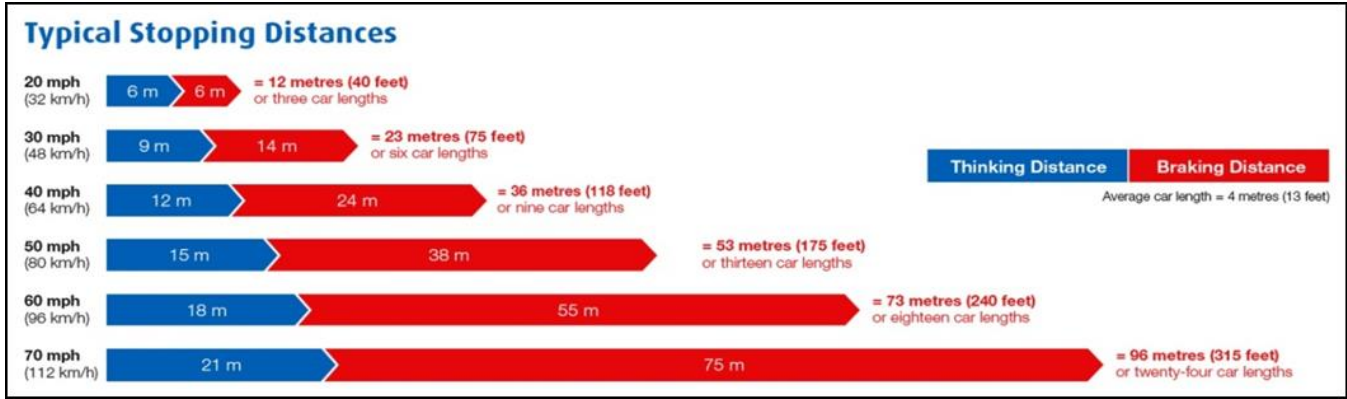 Typical Stopping Distances
20 mph
(32 km/h)
6 m
6 m
= 12 metres (40 feet)
or three car lengths
30 mph
(48 km/h)
9 m
14 m
= 23 metres (75 feet)
or six car lengths
40 mph
(64 km/h)
12 m
24 m
= 36 metres (118 feet)
or nine car lengths
50 mph
(80 km/h)
15 m
38 m
= 53 metres (175 feet)
or thirteen car lengths
60 mph
(96 km/h)
18 m
55 m
= 73 metres (240 feet)
or eighteen car lengths
70 mph
(112 km/h)
21 m
75 m
= 96 metres (315 feet)
or twenty-four car lengths
Thinking Distance
Braking Distance
Average car length = 4 metres (13 feet)